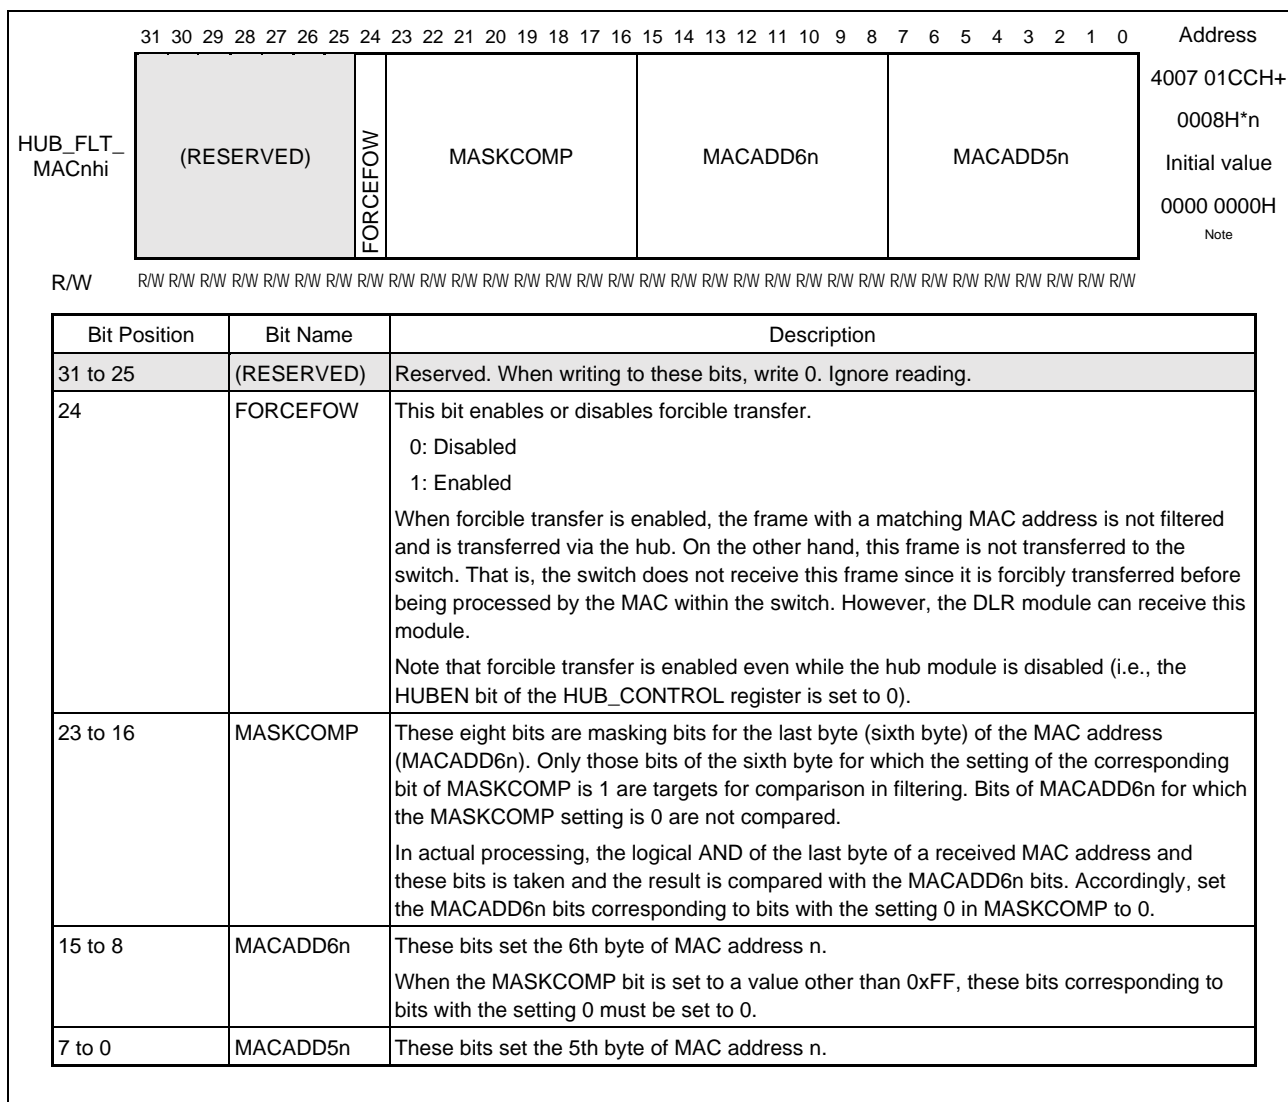 31 30 29 28 27 26 25 24 23 22 21 20 19 18 17 16 15 14 13 12 11 10 9 8 7 6 5 4 3 2 1 0 Address
4007 01CCH+
0008H*n
HUB_FLT_
MACnhi
(RESERVED)
FORCEFOW
MASKCOMP
MACADD6n
MACADD5n
Initial value
0000 0000H
Note
R/W R/W R/W R/W R/W R/W R/W R/W R/W R/W R/W R/W R/W R/W R/W R/W R/W R/W R/W R/W R/W R/W R/W R/W R/W R/W R/W R/W R/W R/W R/W R/W R/W
Bit Position Bit Name Description
31 to 25 (RESERVED) Reserved. When writing to these bits, write 0. Ignore reading.
24 FORCEFOW This bit enables or disables forcible transfer.
0: Disabled
1: Enabled
When forcible transfer is enabled, the frame with a matching MAC address is not filtered
and is transferred via the hub. On the other hand, this frame is not transferred to the
switch. That is, the switch does not receive this frame since it is forcibly transferred before
being processed by the MAC within the switch. However, the DLR module can receive this
module.
Note that forcible transfer is enabled even while the hub module is disabled (i.e., the
HUBEN bit of the HUB_CONTROL register is set to 0).
23 to 16 MASKCOMP These eight bits are masking bits for the last byte (sixth byte) of the MAC address
(MACADD6n). Only those bits of the sixth byte for which the setting of the corresponding
bit of MASKCOMP is 1 are targets for comparison in filtering. Bits of MACADD6n for which
the MASKCOMP setting is 0 are not compared.
In actual processing, the logical AND of the last byte of a received MAC address and
these bits is taken and the result is compared with the MACADD6n bits. Accordingly, set
the MACADD6n bits corresponding to bits with the setting 0 in MASKCOMP to 0.
15 to 8 MACADD6n These bits set the 6th byte of MAC address n.
When the MASKCOMP bit is set to a value other than 0xFF, these bits corresponding to
bits with the setting 0 must be set to 0.
7 to 0 MACADD5n These bits set the 5th byte of MAC address n.